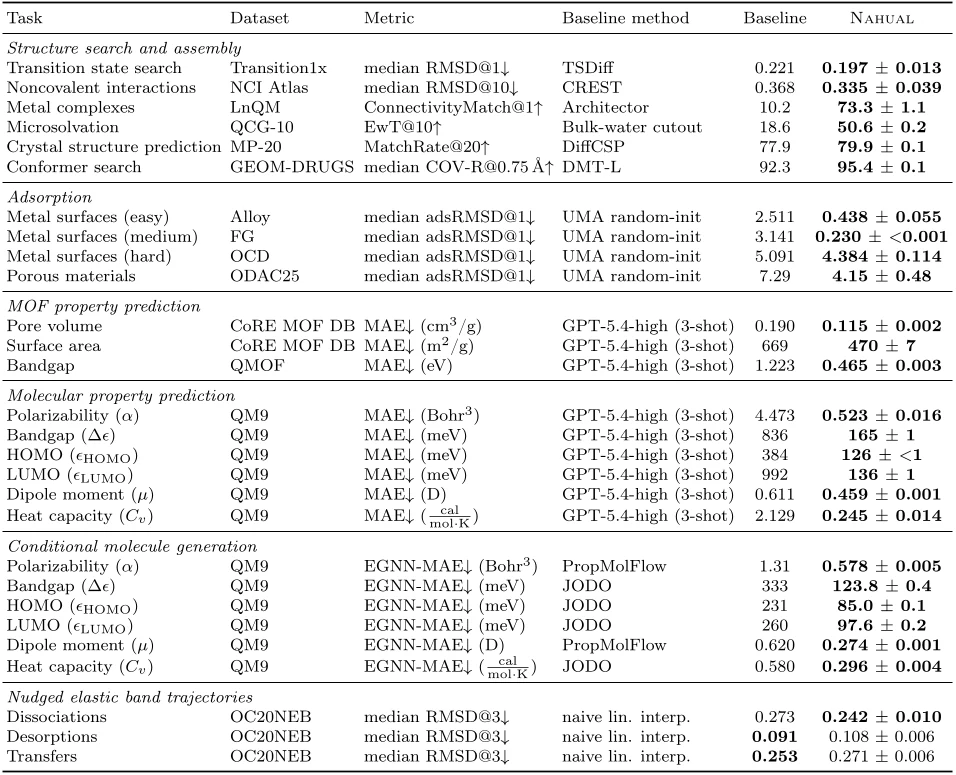 Task Dataset Metric Baseline method Baseline NAHUAL
Structure search and assembly
Transition state search Transition1x median RMSD@1↓ TSDiff 0.221 0.197 ± 0.013
Noncovalent interactions NCI Atlas median RMSD@10↓ CREST 0.368 0.335 ± 0.039
Metal complexes LnQM ConnectivityMatch@1↑ Architector 10.2 73.3 ± 1.1
Microsolvation QCG-10 EwT@10↑ Bulk-water cutout 18.6 50.6 ± 0.2
Crystal structure prediction MP-20 MatchRate@20↑ DiffCSP 77.9 79.9 ± 0.1
Conformer search GEOM-DRUGS median COV-R@0.75 Å↑ DMT-L 92.3 95.4 ± 0.1
Adsorption
Metal surfaces (easy) Alloy median adsRMSD@1↓ UMA random-init 2.511 0.438 ± 0.055
Metal surfaces (medium) FG median adsRMSD@1↓ UMA random-init 3.141 0.230 ± <0.001
Metal surfaces (hard) OCD median adsRMSD@1↓ UMA random-init 5.091 4.384 ± 0.114
Porous materials ODAC25 median adsRMSD@1↓ UMA random-init 7.29 4.15 ± 0.48
MOF property prediction
Pore volume CoRE MOF DB MAE↓ (cm³/g) GPT-5.4-high (3-shot) 0.190 0.115 ± 0.002
Surface area CoRE MOF DB MAE↓ (m²/g) GPT-5.4-high (3-shot) 669 470 ± 7
Bandgap QMOF MAE↓ (eV) GPT-5.4-high (3-shot) 1.223 0.465 ± 0.003
Molecular property prediction
Polarizability (α) QM9 MAE↓ (Bohr³) GPT-5.4-high (3-shot) 4.473 0.523 ± 0.016
Bandgap (Δϵ) QM9 MAE↓ (meV) GPT-5.4-high (3-shot) 836 165 ± 1
HOMO (ϵHOMO) QM9 MAE↓ (meV) GPT-5.4-high (3-shot) 384 126 ± <1
LUMO (ϵLUMO) QM9 MAE↓ (meV) GPT-5.4-high (3-shot) 992 136 ± 1
Dipole moment (μ) QM9 MAE↓ (D) GPT-5.4-high (3-shot) 0.611 0.459 ± 0.001
Heat capacity (Cv) QM9 MAE↓ (cal/mol·K) GPT-5.4-high (3-shot) 2.129 0.245 ± 0.014
Conditional molecule generation
Polarizability (α) QM9 EGNN-MAE↓ (Bohr³) PropMolFlow 1.31 0.578 ± 0.005
Bandgap (Δϵ) QM9 EGNN-MAE↓ (meV) JODO 333 123.8 ± 0.4
HOMO (ϵHOMO) QM9 EGNN-MAE↓ (meV) JODO 231 85.0 ± 0.1
LUMO (ϵLUMO) QM9 EGNN-MAE↓ (meV) JODO 260 97.6 ± 0.2
Dipole moment (μ) QM9 EGNN-MAE↓ (D) PropMolFlow 0.620 0.274 ± 0.001
Heat capacity (Cv) QM9 EGNN-MAE↓ (cal/mol·K) JODO 0.580 0.296 ± 0.004
Nudged elastic band trajectories
Dissociations OC20NEB median RMSD@3↓ naive lin. interp. 0.273 0.242 ± 0.010
Desorptions OC20NEB median RMSD@3↓ naive lin. interp. 0.091 0.108 ± 0.006
Transfers OC20NEB median RMSD@3↓ naive lin. interp. 0.253 0.271 ± 0.006